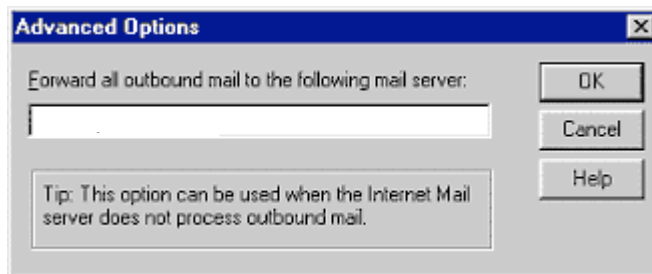 Advanced Options
Forward all outbound mail to the following mail server:
OK
Cancel
Help
Tip: This option can be used when the Internet Mail
server does not process outbound mail.